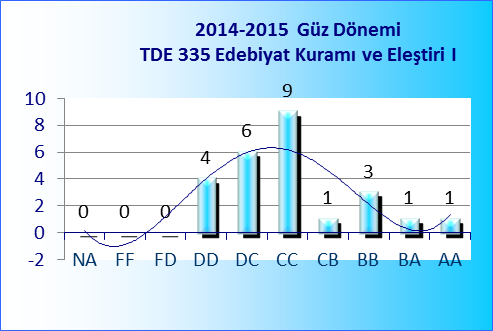 2014-2015 Güz Dönemi
TDE 335 Edebiyat Kuramı ve Eleştiri I
10
8
6
4
2
0
-2
0 0 0 4 6 9 1 3 1 1
NA FF FD DD DC CC CB BB BA AA